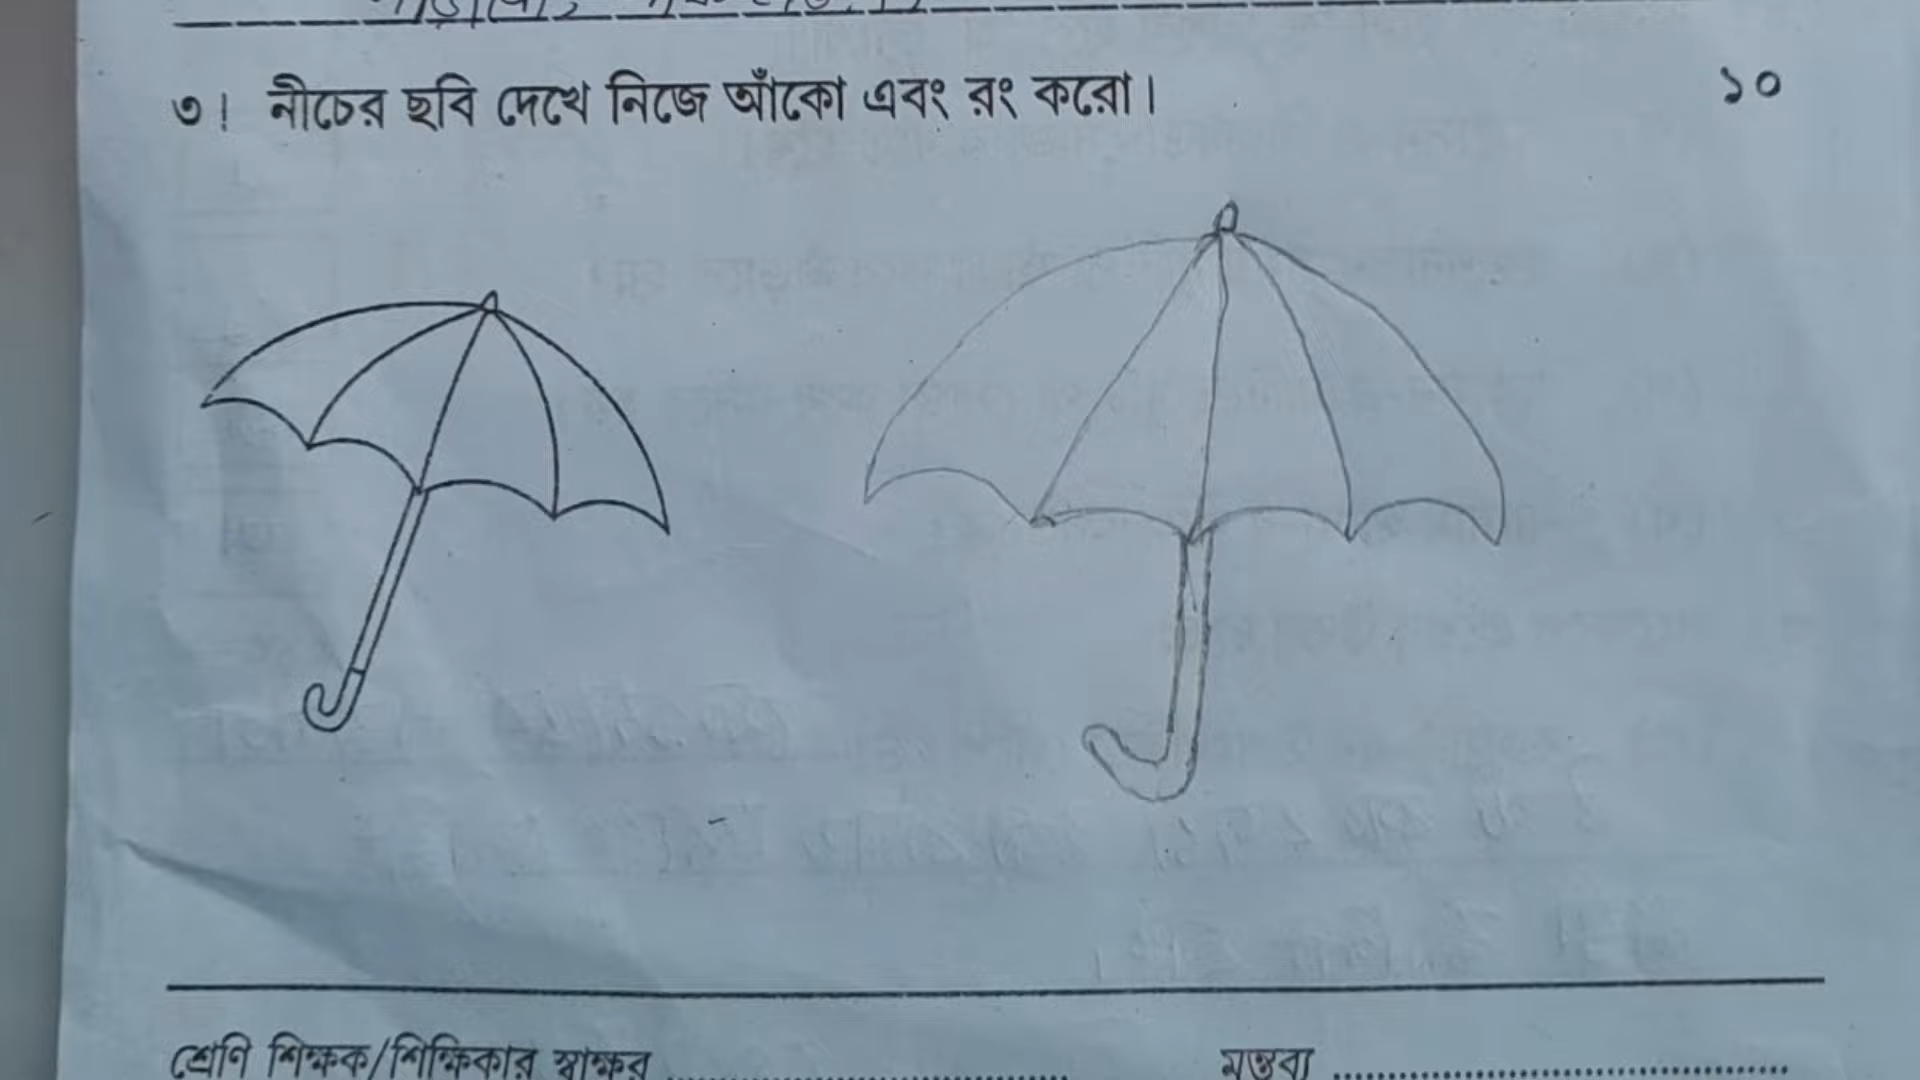 ৩। নীচের ছবি দেখে নিজে আঁকো এবং রং করো। ১০
শ্রেণি শিক্ষক/শিক্ষিকার স্বাক্ষর ........................................ মন্তব্য ........................................